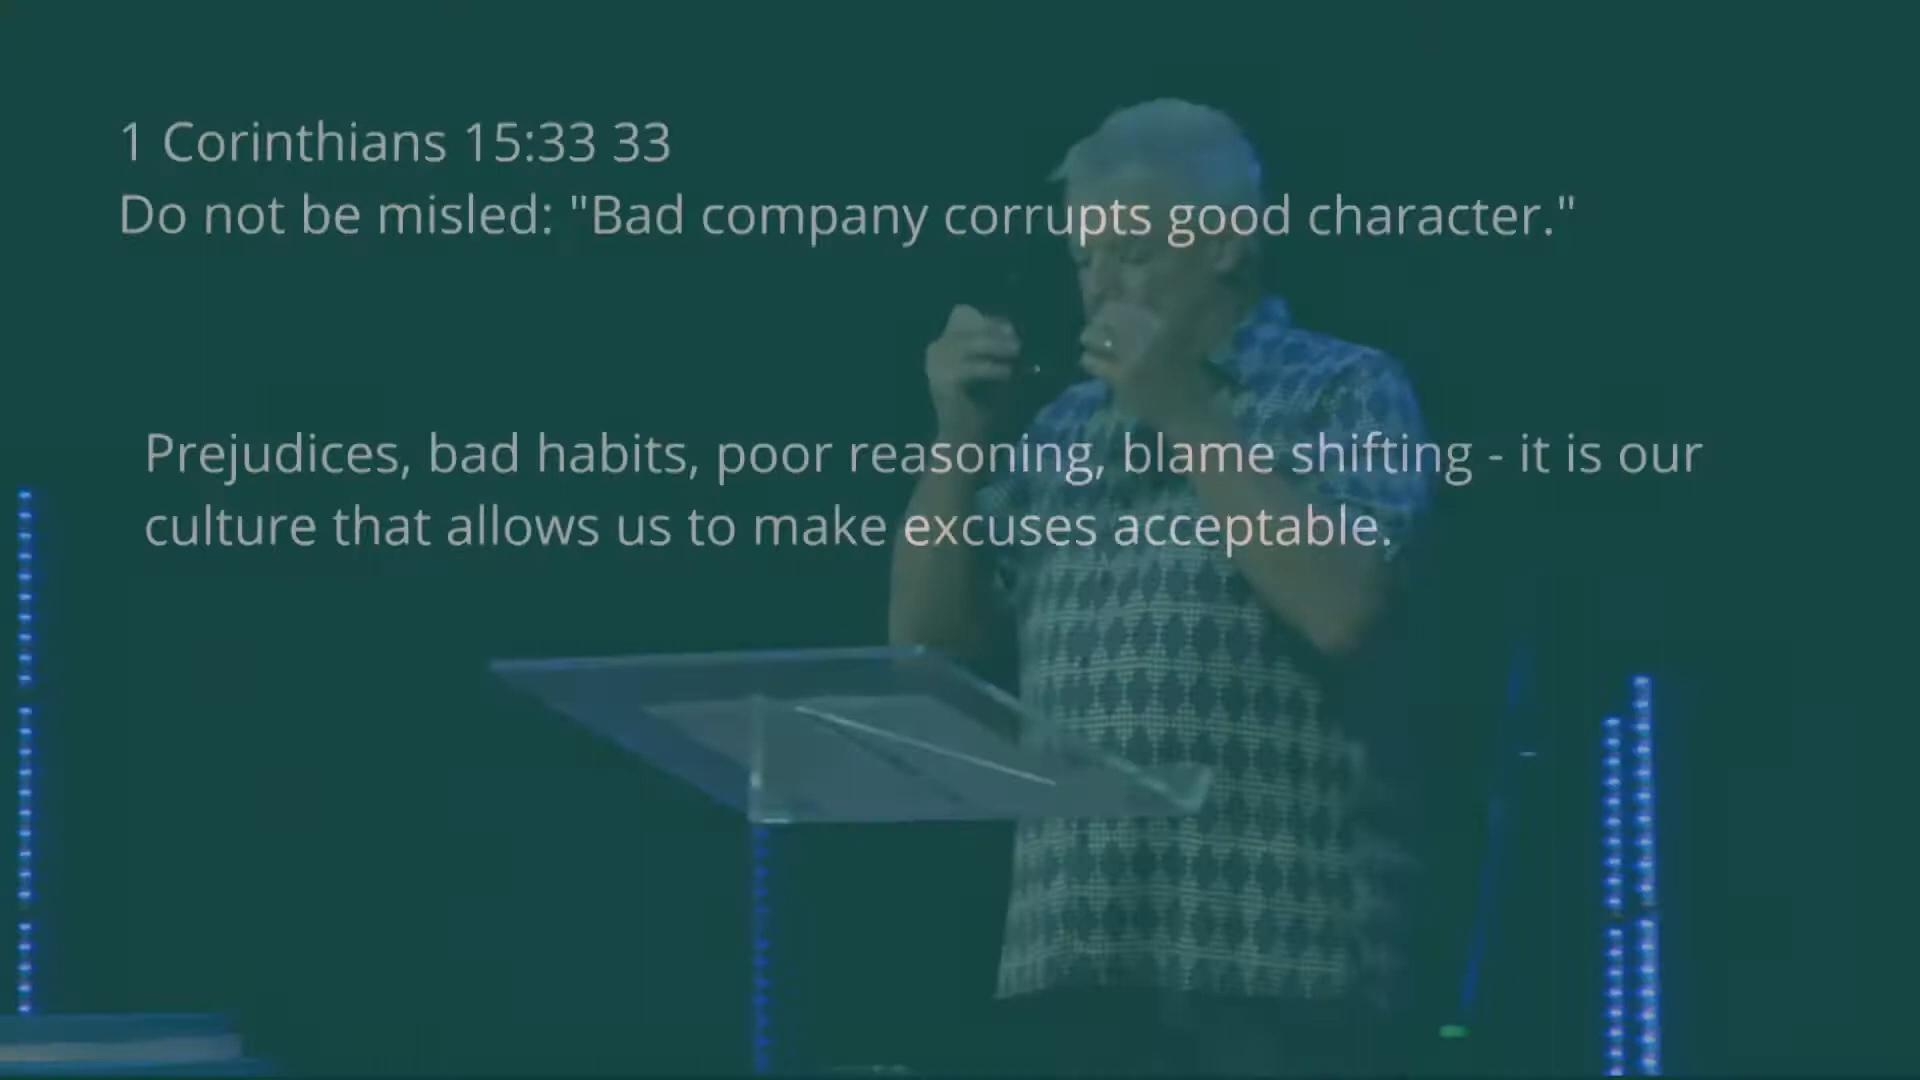 1 Corinthians 15:33 33
Do not be misled: "Bad company corrupts good character."
Prejudices, bad habits, poor reasoning, blame shifting - it is our
culture that allows us to make excuses acceptable.